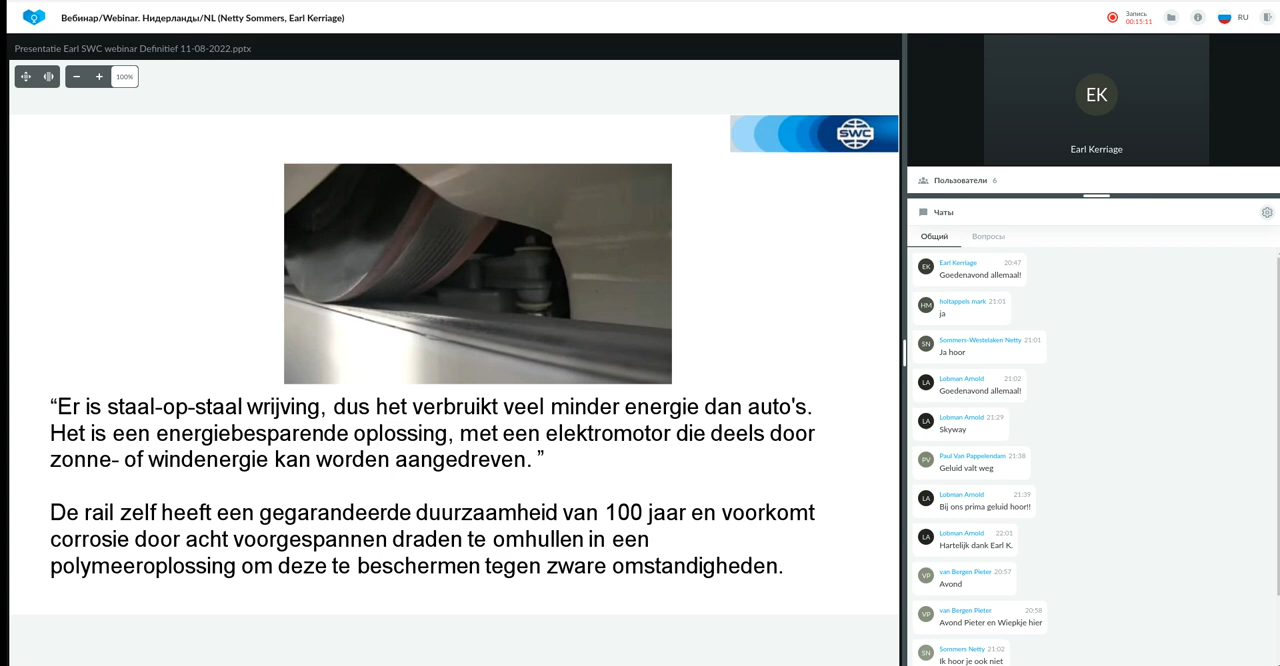 Вебинар/Webinar. Нидерланды/NL (Netty Sommers, Earl Kerriage)
Запись
00:15:11
RU
Presentatie Earl SWC webinar Definitief 11-08-2022.pptx
100%
SWC
“Er is staal-op-staal wrijving, dus het verbruikt veel minder energie dan auto's.
Het is een energiebesparende oplossing, met een elektromotor die deels door
zonne- of windenergie kan worden aangedreven. ”
De rail zelf heeft een gegarandeerde duurzaamheid van 100 jaar en voorkomt
corrosie door acht voorgespannen draden te omhullen in een
polymeeroplossing om deze te beschermen tegen zware omstandigheden.
EK
Earl Kerriage
Пользователи 6
Чаты
Общий Вопросы
EK Earl Kerriage 20:47
Goedenavond allemaal!
HM holtappels mark 21:01
ja
SN Sommers-Westelaken Netty 21:01
Ja hoor
LA Lobman Arnold 21:02
Goedenavond allemaal!
LA Lobman Arnold 21:29
Skyway
PV Paul Van Pappelendam 21:38
Geluid valt weg
LA Lobman Arnold 21:39
Bij ons prima geluid hoor!!
LA Lobman Arnold 22:01
Hartelijk dank Earl K.
VP van Bergen Pieter 20:57
Avond
VP van Bergen Pieter 20:58
Avond Pieter en Wiepkje hier
SN Sommers Netty 21:02
Ik hoor je ook niet